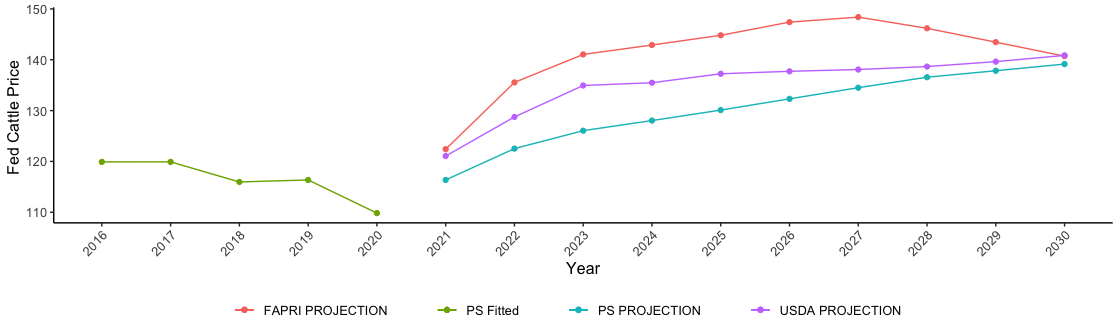 Fed Cattle Price
150
140
130
120
110
2016 2017 2018 2019 2020 2021 2022 2023 2024 2025 2026 2027 2028 2029 2030
Year
FAPRI PROJECTION PS Fitted PS PROJECTION USDA PROJECTION